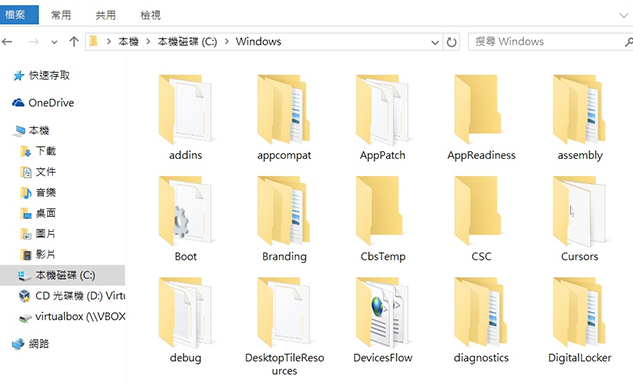 檔案 常用 共用 檢視
本機 本機磁碟 (C:) Windows 搜尋 Windows
快速存取
OneDrive
本機
下載
文件
音樂
桌面
圖片
影片
本機磁碟 (C:)
CD 光碟機 (D:) Virtu
virtualbox (\\VBOX
網路
addins appcompat AppPatch AppReadiness assembly
Boot Branding CbsTemp CSC Cursors
debug DesktopTileReso DevicesFlow diagnostics DigitalLocker
urces